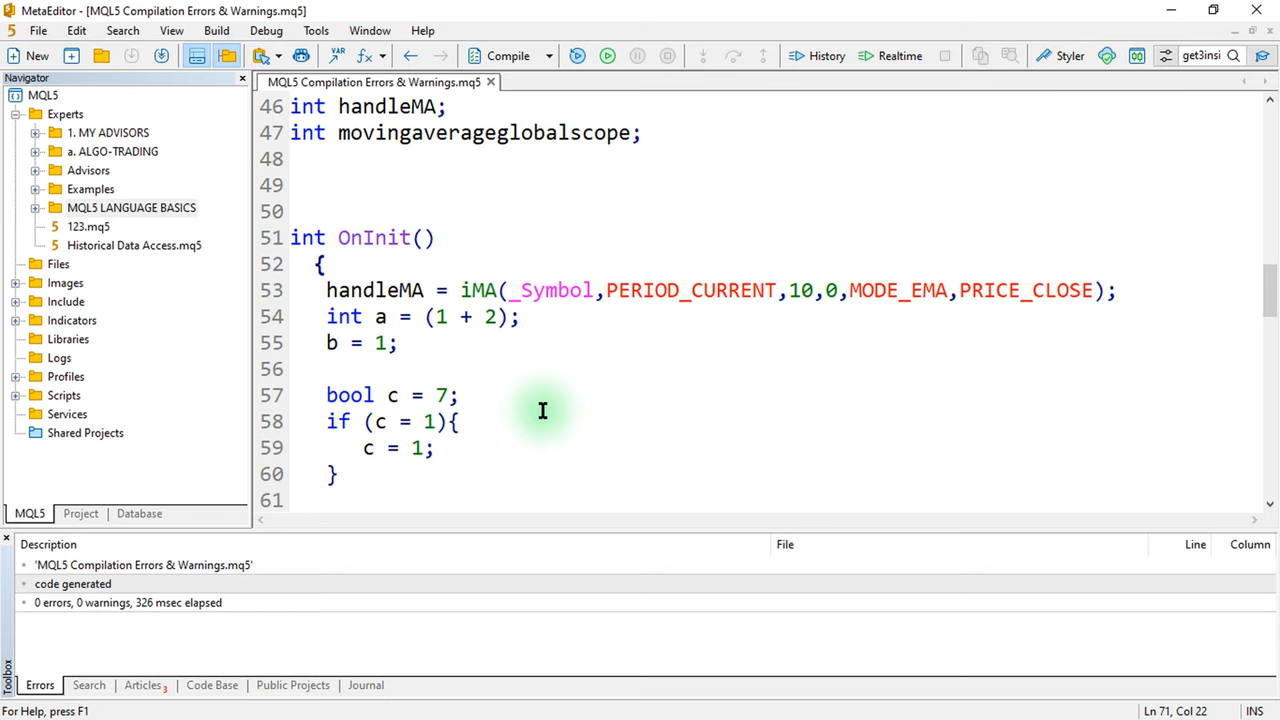 MetaEditor - [MQL5 Compilation Errors & Warnings.mq5]
5 File Edit Search View Build Debug Tools Window Help
New VAR fx Compile History Realtime Styler get3insi
Navigator
MQL5 Compilation Errors & Warnings.mq5
MQL5
Experts
1. MY ADVISORS
a. ALGO-TRADING
Advisors
Examples
MQL5 LANGUAGE BASICS
5 123.mq5
5 Historical Data Access.mq5
Files
Images
Include
Indicators
Libraries
Logs
Profiles
Scripts
Services
Shared Projects
MQL5 Project Database
46 int handleMA;
47 int movingaverageglobalscope;
48
49
50
51 int OnInit()
52 {
53 handleMA = iMA(_Symbol,PERIOD_CURRENT,10,0,MODE_EMA,PRICE_CLOSE);
54 int a = (1 + 2);
55 b = 1;
56
57 bool c = 7;
58 if (c = 1){
59 c = 1;
60 }
61
Description File Line Column
'MQL5 Compilation Errors & Warnings.mq5'
code generated
0 errors, 0 warnings, 326 msec elapsed
Toolbox
Errors Search Articles 3 Code Base Public Projects Journal
For Help, press F1 Ln 71, Col 22 INS